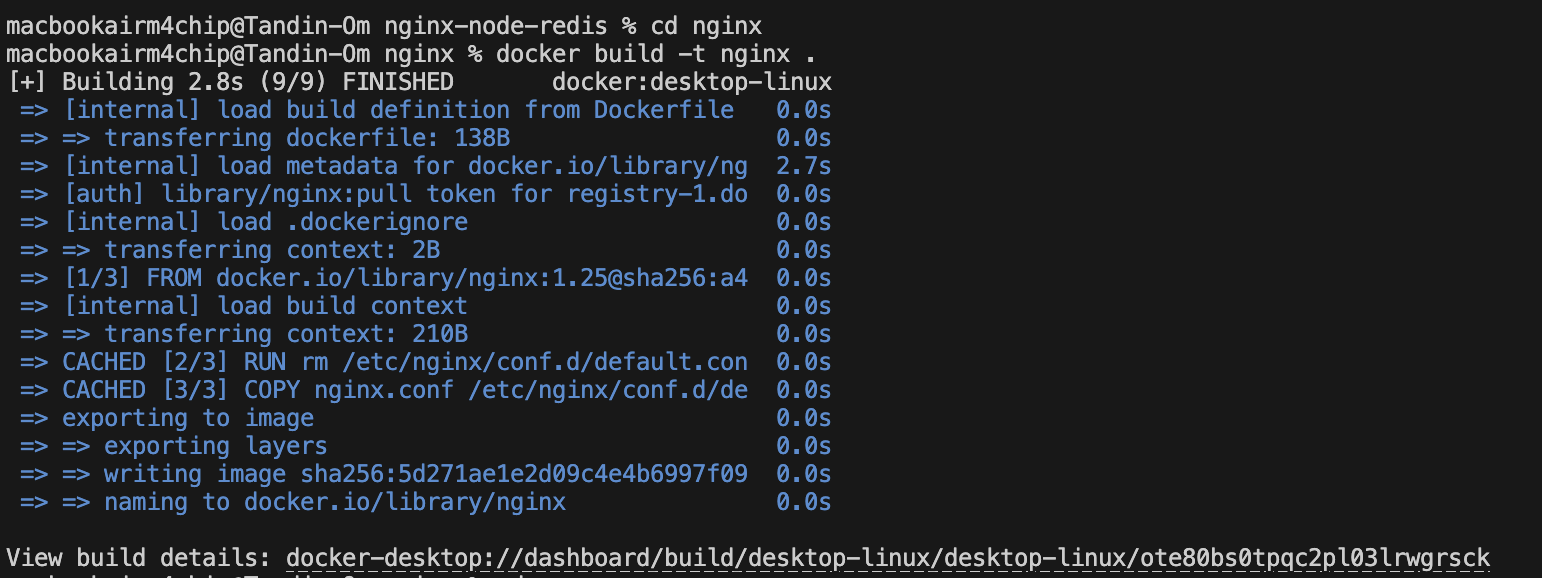 macbookairm4chip@Tandin-Om nginx-node-redis % cd nginx
macbookairm4chip@Tandin-Om nginx % docker build -t nginx .
[+] Building 2.8s (9/9) FINISHED docker:desktop-linux
=> [internal] load build definition from Dockerfile 0.0s
=> => transferring dockerfile: 138B 0.0s
=> [internal] load metadata for docker.io/library/ng 2.7s
=> [auth] library/nginx:pull token for registry-1.do 0.0s
=> [internal] load .dockerignore 0.0s
=> => transferring context: 2B 0.0s
=> [1/3] FROM docker.io/library/nginx:1.25@sha256:a4 0.0s
=> [internal] load build context 0.0s
=> => transferring context: 210B 0.0s
=> CACHED [2/3] RUN rm /etc/nginx/conf.d/default.con 0.0s
=> CACHED [3/3] COPY nginx.conf /etc/nginx/conf.d/de 0.0s
=> exporting to image 0.0s
=> => exporting layers 0.0s
=> => writing image sha256:5d271ae1e2d09c4e4b6997f09 0.0s
=> => naming to docker.io/library/nginx 0.0s
View build details: docker-desktop://dashboard/build/desktop-linux/desktop-linux/ote80bs0tpqc2pl03lrwgrsck